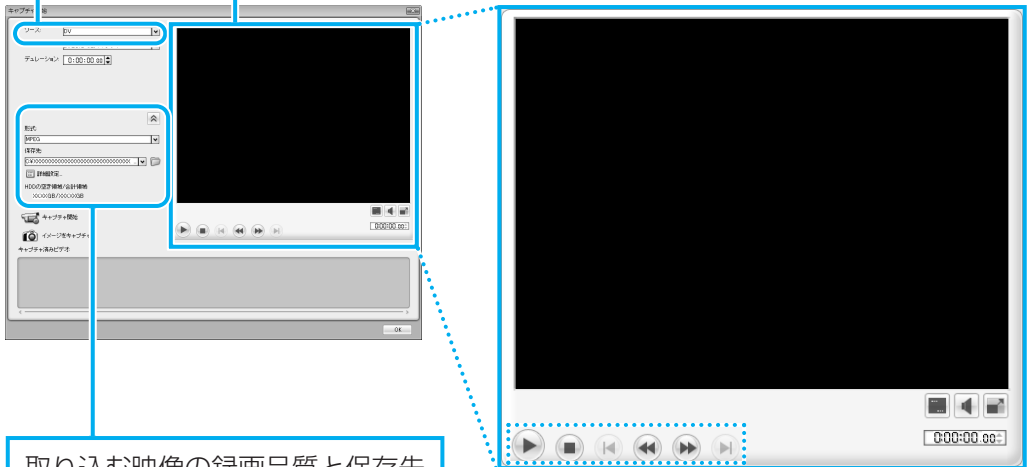 キャプチャ開始
ソース: DV
デュレーション: 0:00:00.00
形式:
MPEG
保存先:
詳細設定...
HDDの空き領域/合計領域
XXXXGB/XXXXXGB
キャプチャ開始
イメージをキャプチャ
キャプチャ済みビデオ
0:00:00.00
OK
0:00:00.00
取り込む映像の録画品質と保存先